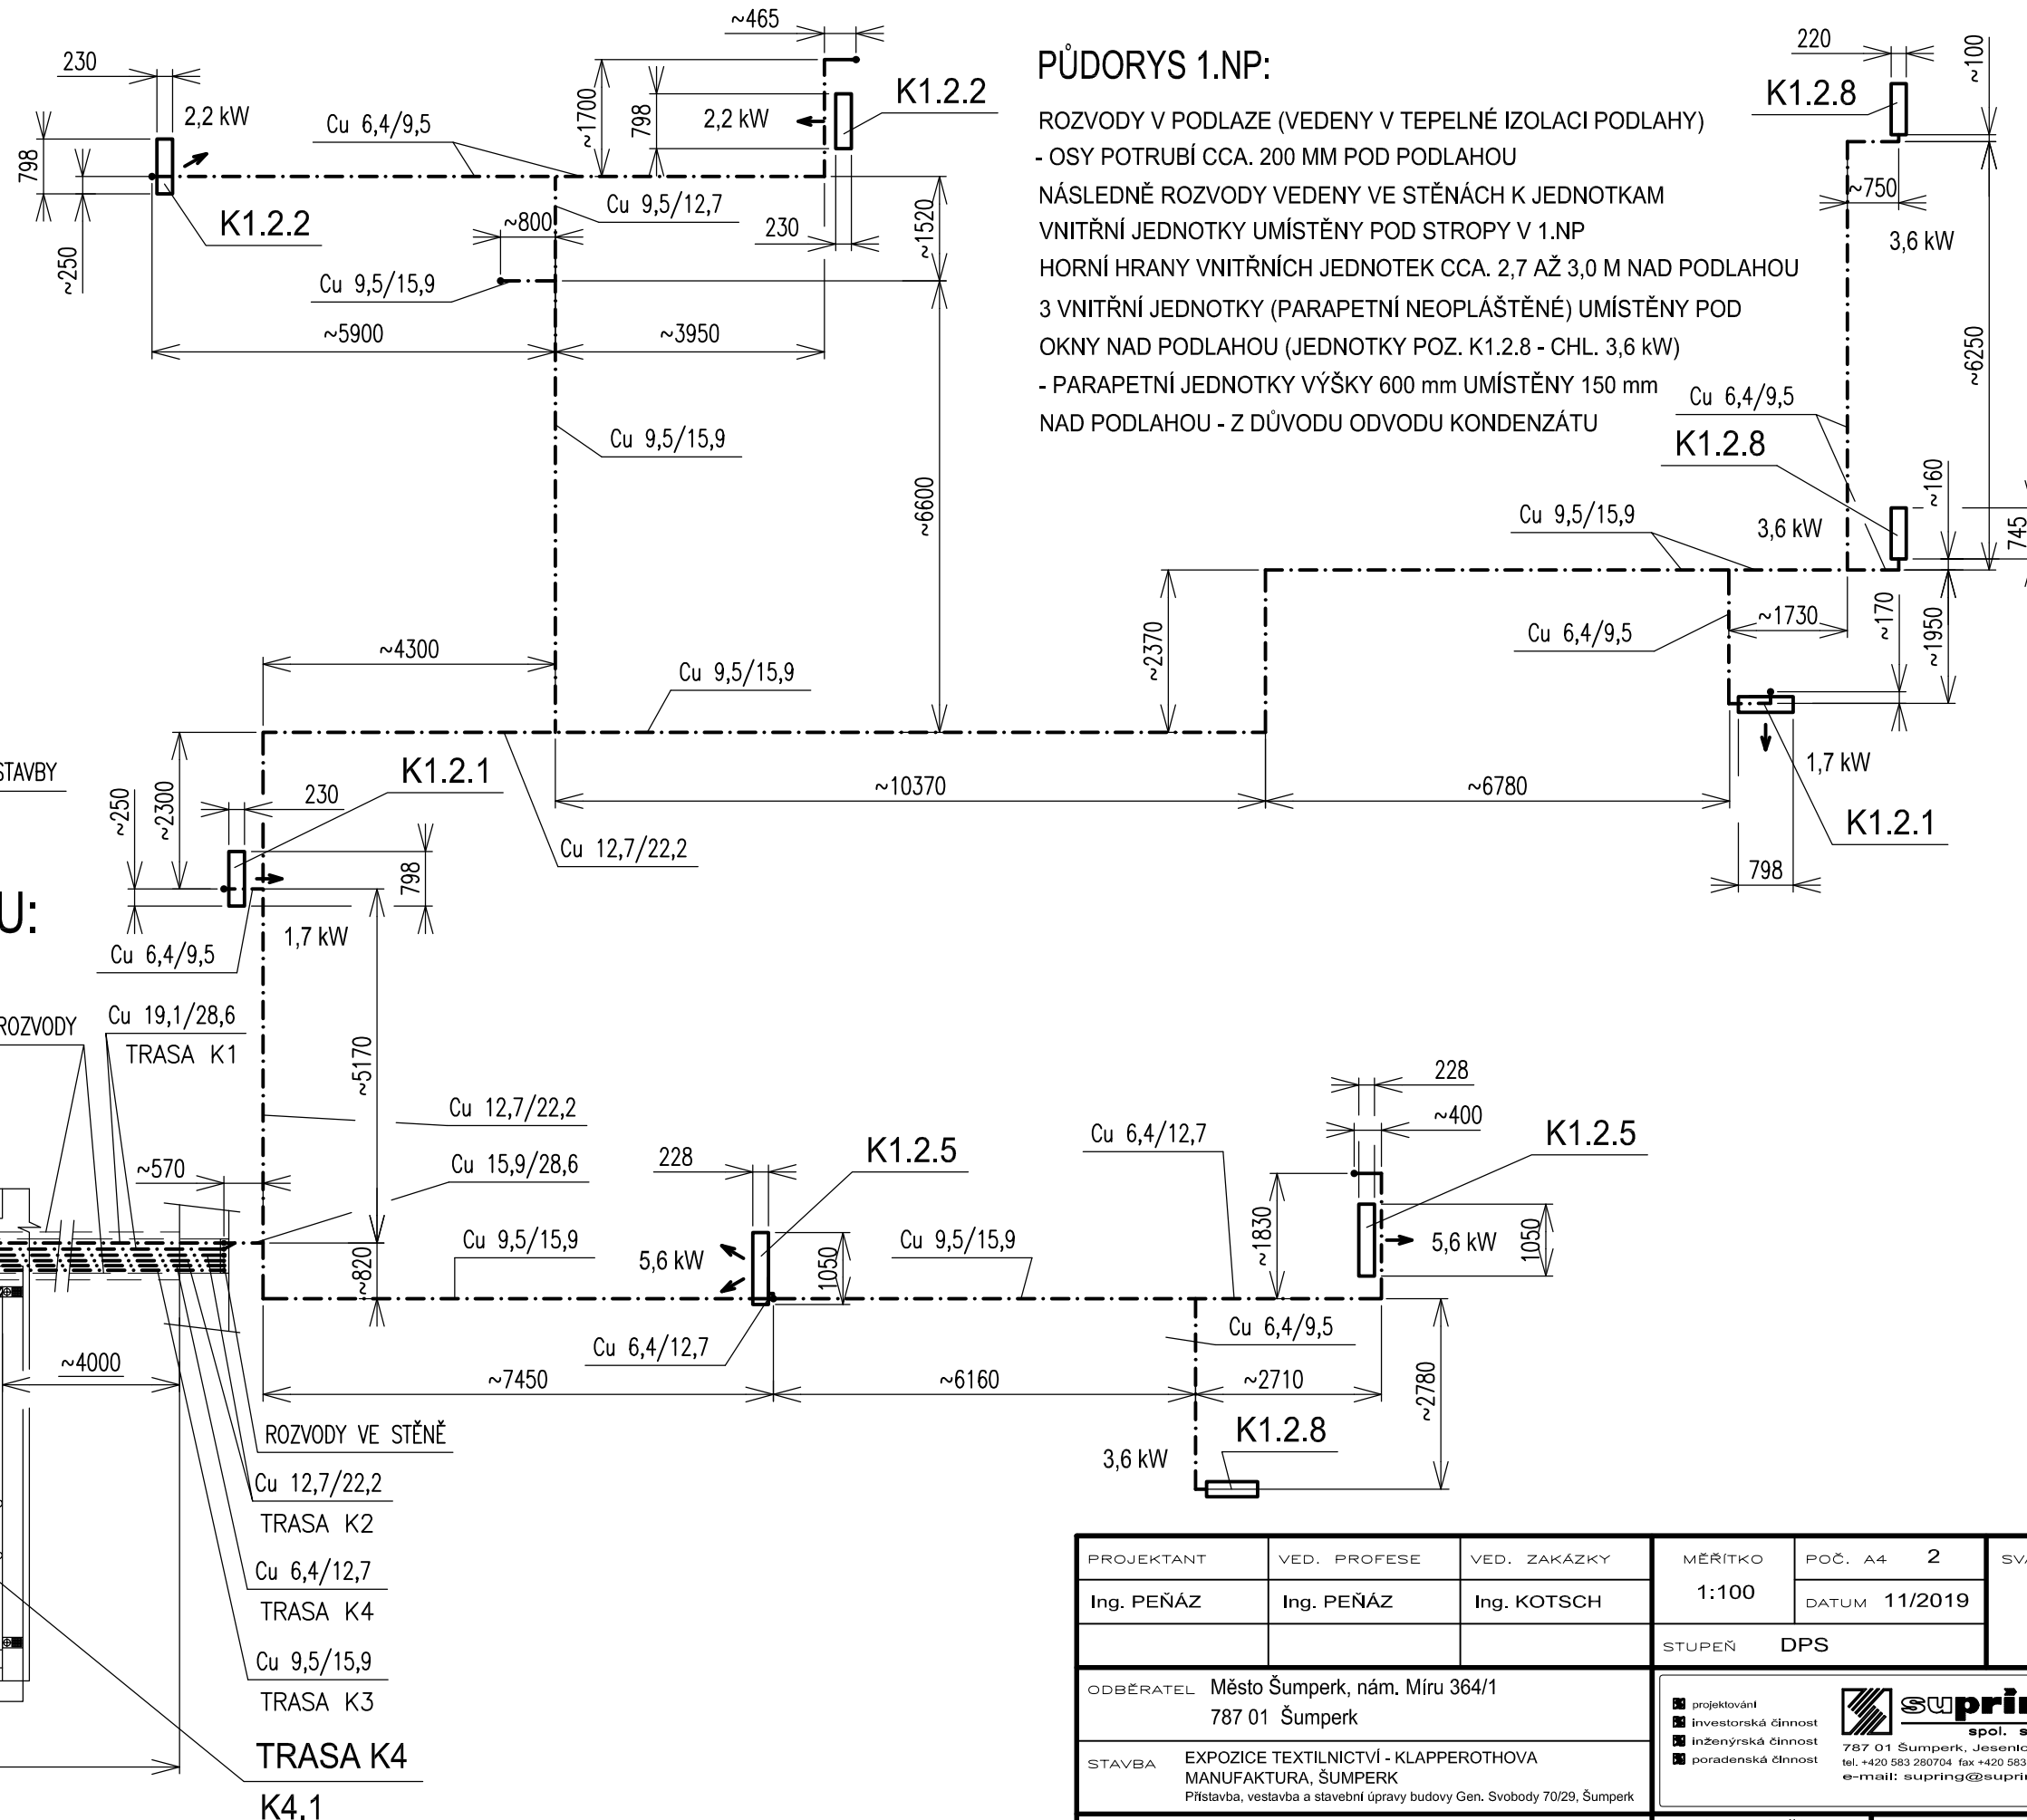 ~465
230
2,2 kW
Cu 6,4/9,5
~1700
798
2,2 kW
K1.2.2
798
~250
K1.2.2
~800
Cu 9,5/12,7
230
~1520
Cu 9,5/15,9
~5900
~3950
Cu 9,5/15,9
~6600
PŮDORYS 1.NP:
ROZVODY V PODLAZE (VEDENY V TEPELNÉ IZOLACI PODLAHY)
- OSY POTRUBÍ CCA. 200 MM POD PODLAHOU
NÁSLEDNĚ ROZVODY VEDENY VE STĚNÁCH K JEDNOTKAM
VNITŘNÍ JEDNOTKY UMÍSTĚNY POD STROPY V 1.NP
HORNÍ HRANY VNITŘNÍCH JEDNOTEK CCA. 2,7 AŽ 3,0 M NAD PODLAHOU
3 VNITŘNÍ JEDNOTKY (PARAPETNÍ NEOPLÁŠTĚNÉ) UMÍSTĚNY POD
OKNY NAD PODLAHOU (JEDNOTKY POZ. K1.2.8 - CHL. 3,6 kW)
- PARAPETNÍ JEDNOTKY VÝŠKY 600 mm UMÍSTĚNY 150 mm
NAD PODLAHOU - Z DŮVODU ODVODU KONDENZÁTU
220
~100
K1.2.8
~750
3,6 kW
~6250
Cu 6,4/9,5
K1.2.8
~160
745
Cu 9,5/15,9
3,6 kW
~2370
Cu 6,4/9,5
~1730
~170
~1950
1,7 kW
K1.2.1
798
~4300
Cu 9,5/15,9
~10370
~6780
STAVBY
~250
~2300
230
K1.2.1
798
Cu 12,7/22,2
U:
Cu 6,4/9,5
1,7 kW
ROZVODY
Cu 19,1/28,6
TRASA K1
~5170
Cu 12,7/22,2
~570
Cu 15,9/28,6
~820
Cu 9,5/15,9
228
K1.2.5
5,6 kW
1050
Cu 9,5/15,9
Cu 6,4/12,7
228
~400
K1.2.5
~1830
5,6 kW
1050
Cu 6,4/12,7
Cu 6,4/9,5
~4000
~7450
~6160
~2710
~2780
K1.2.8
3,6 kW
ROZVODY VE STĚNĚ
Cu 12,7/22,2
TRASA K2
Cu 6,4/12,7
TRASA K4
Cu 9,5/15,9
TRASA K3
TRASA K4
K4.1
PROJEKTANT
VED. PROFESE
VED. ZAKÁZKY
MĚŘÍTKO
POČ. A4 2
Ing. PEŇÁZ
Ing. PEŇÁZ
Ing. KOTSCH
1:100
DATUM 11/2019
STUPEŇ DPS
ODBĚRATEL Město Šumperk, nám. Míru 364/1
787 01 Šumperk
STAVBA EXPOZICE TEXTILNICTVÍ - KLAPPEROTHOVA
MANUFAKTURA, ŠUMPERK
Přístavba, vestavba a stavební úpravy budovy Gen. Svobody 70/29, Šumperk
projektování
investorská činnost
inženýrská činnost
poradenská činnost
spol.
787 01 Šumperk,
tel. +420 583 280704 fax +420 583
e-mail: